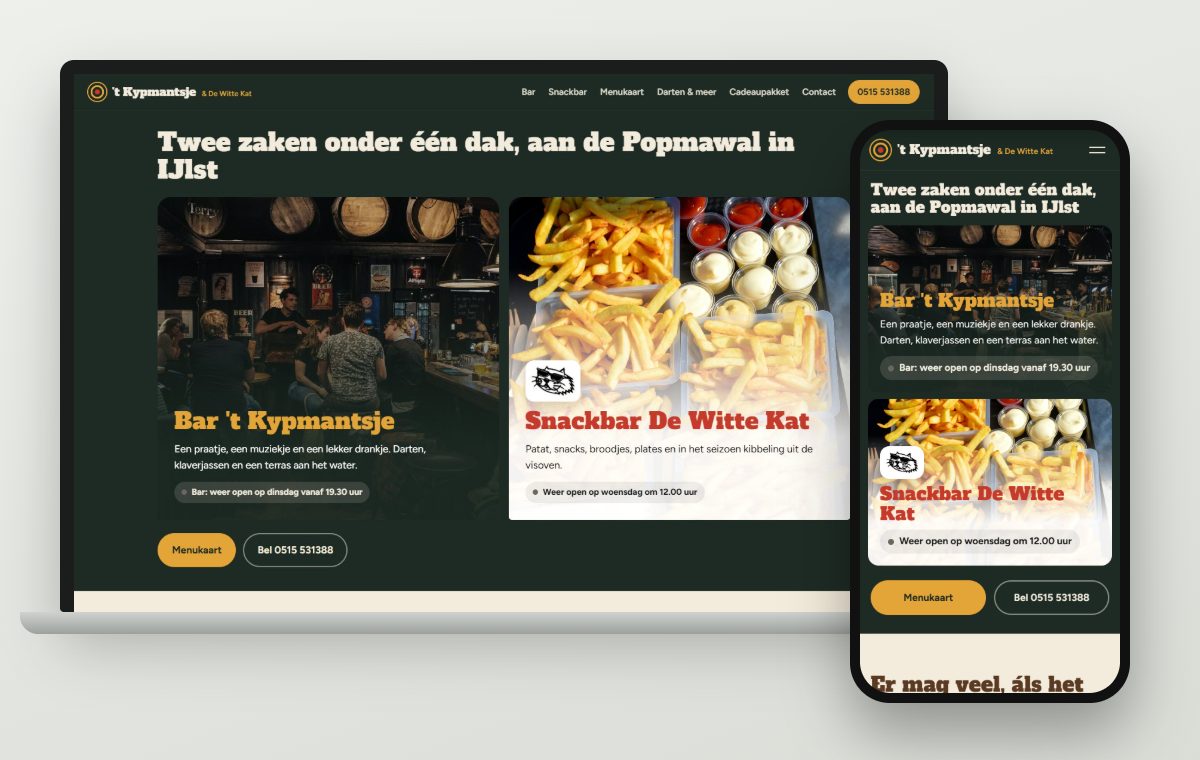 't Kypmantsje & De Witte Kat
Bar Snackbar Menukaart Darten & meer Cadeaupakket Contact 0515 531388
Twee zaken onder één dak, aan de Popmawal in
IJlst
Terry
BEER
Bar 't Kypmantsje
Een praatje, een muziekje en een lekker drankje. Darten,
klaverjassen en een terras aan het water.
Bar: weer open op dinsdag vanaf 19.30 uur
Snackbar De Witte Kat
Patat, snacks, broodjes, plates en in het seizoen kibbeling uit de
visoven.
Weer open op woensdag om 12.00 uur
Menukaart
Bel 0515 531388
't Kypmantsje & De Witte Kat
Twee zaken onder één dak,
aan de Popmawal in IJlst
Bar 't Kypmantsje
Een praatje, een muziekje en een lekker drankje.
Darten, klaverjassen en een terras aan het water.
Bar: weer open op dinsdag vanaf 19.30 uur
Snackbar De Witte
Kat
Weer open op woensdag om 12.00 uur
Menukaart
Bel 0515 531388
Er mag veel, áls het